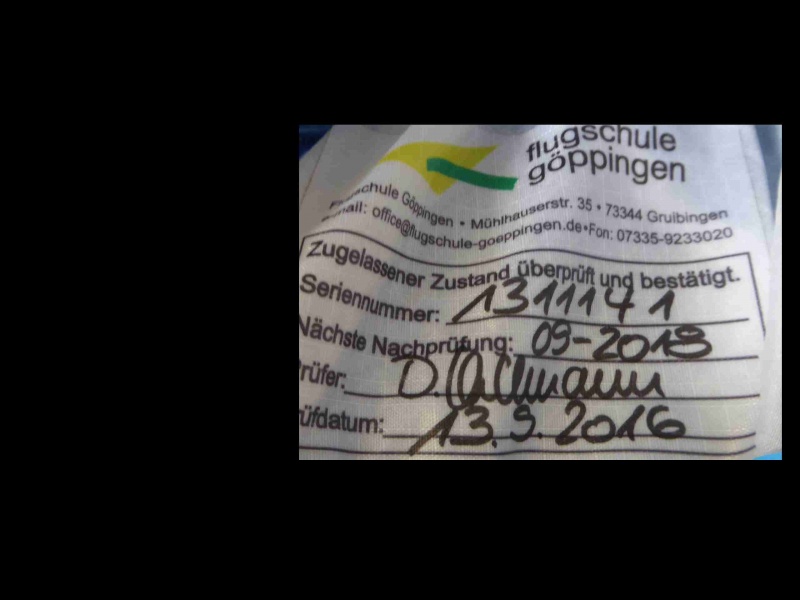 flugschule
göppingen
Flugschule Göppingen • Mühlhauserstr. 35 • 73344 Gruibingen
e-mail: office@flugschule-goeppingen.de•Fon: 07335-9233020
Zugelassener Zustand überprüft und bestätigt.
Seriennummer: 1311141
Nächste Nachprüfung: 09-2018
Prüfer: D.
Prüfdatum: 13.9.2016